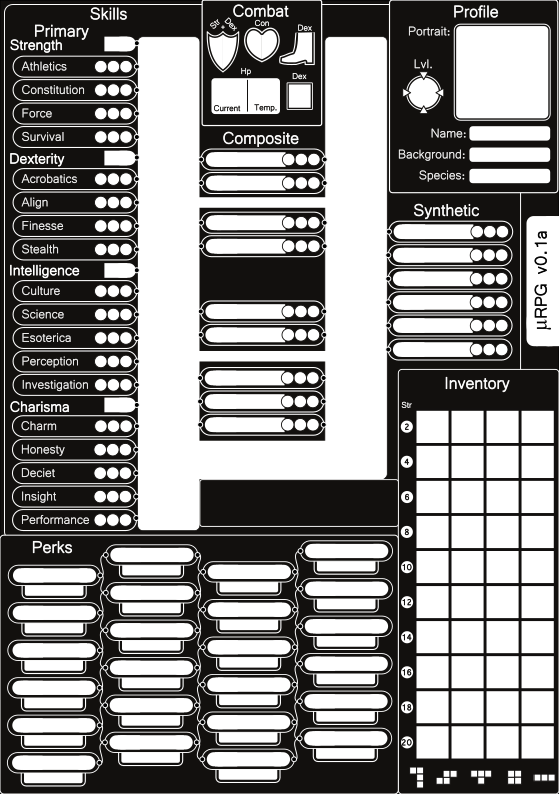 Skills
Primary
Strength
Athletics
Constitution
Force
Survival
Dexterity
Acrobatics
Align
Finesse
Stealth
Intelligence
Culture
Science
Esoterica
Perception
Investigation
Charisma
Charm
Honesty
Deciet
Insight
Performance
Combat
Str + Dex
Con
Dex
Hp
Current
Temp.
Dex
Composite
Profile
Portrait:
Lvl.
Name:
Background:
Species:
Synthetic
μRPG v0.1a
Inventory
Str
2
4
6
8
10
12
14
16
18
20
Perks